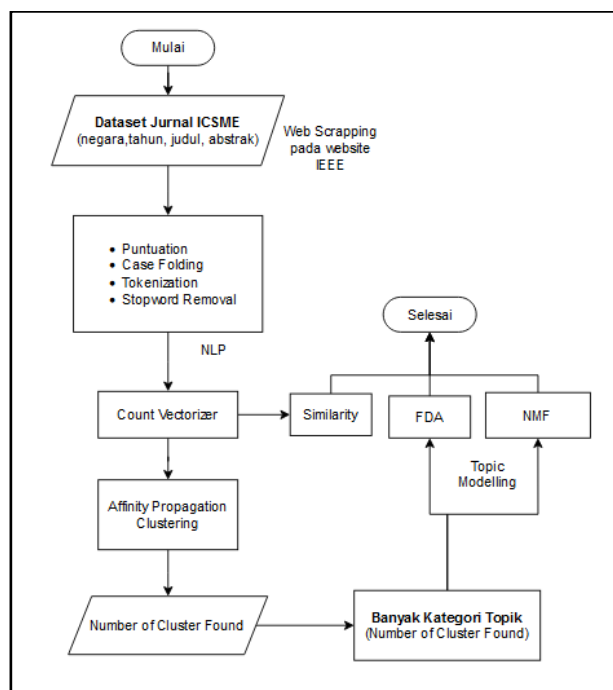 Mulai
Dataset Jurnal ICSME
(negara,tahun, judul, abstrak)
Web Scrapping
pada website
IEEE
• Puntuation
• Case Folding
• Tokenization
• Stopword Removal
NLP
Selesai
Count Vectorizer
Similarity
FDA
NMF
Topic
Modelling
Affinity Propagation
Clustering
Number of Cluster Found
Banyak Kategori Topik
(Number of Cluster Found)